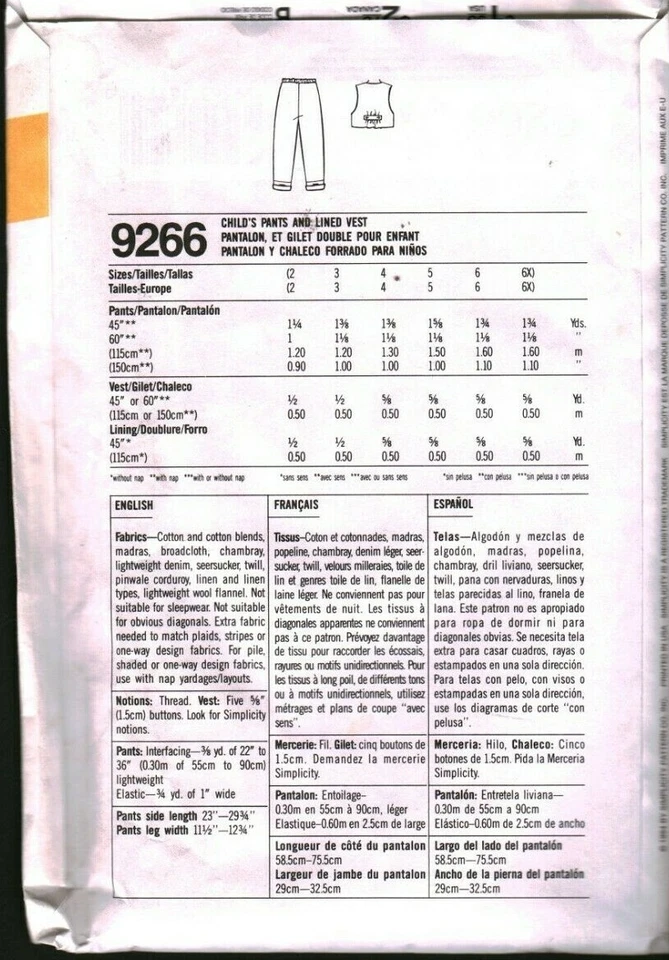 CANADA
USA
9266
CHILD'S PANTS AND LINED VEST
PANTALON, ET GILET DOUBLE POUR ENFANT
PANTALON Y CHALECO FORRADO PARA NIÑOS
Sizes/Tailles/Tallas (2 3 4 5 6 6X)
Tailles-Europe (2 3 4 5 6 6X)
Pants/Pantalon/Pantalón
45"** 1¼ 1⅜ 1⅜ 1⅝ 1¾ 1¾ Yds.
60"** 1 1⅛ 1⅛ 1⅛ 1⅛ 1⅛ "
(115cm**) 1.20 1.20 1.30 1.50 1.60 1.60 m
(150cm**) 0.90 1.00 1.00 1.00 1.10 1.10 "
Vest/Gilet/Chaleco
45" or 60"** ½ ½ ⅝ ⅝ ⅝ ⅝ Yd.
(115cm or 150cm**) 0.50 0.50 0.50 0.50 0.50 0.50 m
Lining/Doublure/Forro
45"* ½ ½ ⅝ ⅝ ⅝ ⅝ Yd.
(115cm*) 0.50 0.50 0.50 0.50 0.50 0.50 m
*without nap **with nap ***with or without nap *sans sens **avec sens ***avec ou sans sens *sin pelusa **con pelusa ***sin pelusa o con pelusa
ENGLISH
Fabrics—Cotton and cotton blends,
madras, broadcloth, chambray,
lightweight denim, seersucker, twill,
pinwale corduroy, linen and linen
types, lightweight wool flannel. Not
suitable for sleepwear. Not suitable
for obvious diagonals. Extra fabric
needed to match plaids, stripes or
one-way design fabrics. For pile,
shaded or one-way design fabrics,
use with nap yardages/layouts.
Notions: Thread. Vest: Five ⅝"
(1.5cm) buttons. Look for Simplicity
notions.
Pants: Interfacing—⅜ yd. of 22" to
36" (0.30m of 55cm to 90cm)
lightweight
Elastic—¾ yd. of 1" wide
Pants side length 23"—29¾"
Pants leg width 11½"—12¾"
FRANÇAIS
Tissus—Coton et cotonnades, madras,
popeline, chambray, denim léger, seer-
sucker, twill, velours milleraies, toile de
lin et genres toile de lin, flanelle de
laine léger. Ne conviennent pas pour
vêtements de nuit. Les tissus à
diagonales apparentes ne conviennent
pas à ce patron. Prévoyez davantage
de tissu pour raccorder les écossais,
rayures ou motifs unidirectionnels. Pour
les tissus à long poil, de différents tons
ou à motifs unidirectionnels, utilisez
métrages et plans de coupe "avec
sens".
Mercerie: Fil. Gilet: cinq boutons de
1.5cm. Demandez la mercerie
Simplicity.
Pantalon: Entoilage—
0.30m en 55cm à 90cm, léger
Elastique—0.60m en 2.5cm de large
Longueur de côté du pantalon
58.5cm—75.5cm
Largeur de jambe du pantalon
29cm—32.5cm
ESPAÑOL
Telas—Algodón y mezclas de
algodón, madras, popelina,
chambray, dril liviano, seersucker,
twill, pana con nervaduras, linos y
telas parecidas al lino, franela de
lana. Este patron no es apropiado
para ropa de dormir ni para
diagonales obvias. Se necesita tela
extra para casar cuadros, rayas o
estampados en una sola dirección.
Para telas con pelo, con visos o
estampadas en una sola dirección,
use los diagramas de corte "con
pelusa".
Merceria: Hilo, Chaleco: Cinco
botones de 1.5cm. Pida la Merceria
Simplicity.
Pantalón: Entretela liviana—
0.30m de 55cm a 90cm
Elástico—0.60m de 2.5cm de ancho
Largo del lado del pantalón
58.5cm—75.5cm
Ancho de la pierna del pantalón
29cm—32.5cm